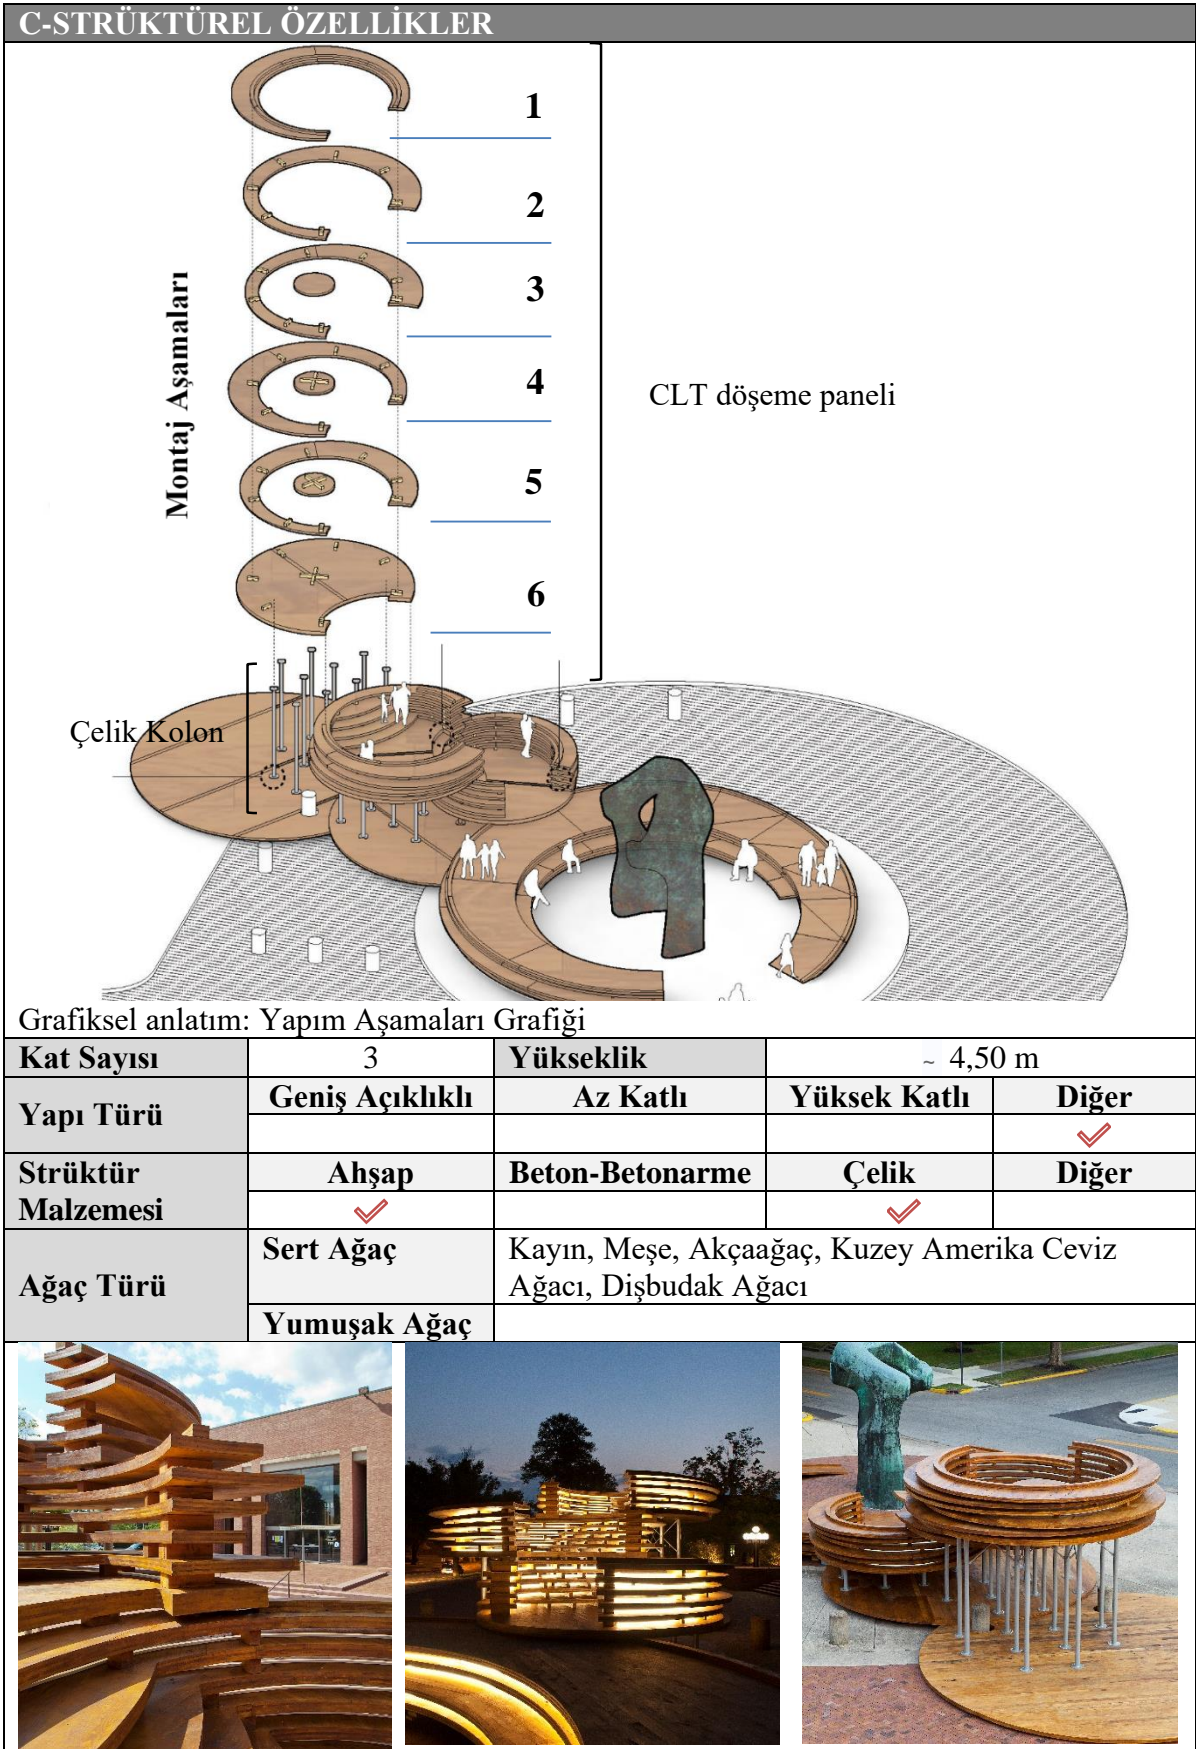 C-STRÜKTÜREL ÖZELLİKLER
1
2
3
4
5
6
Montaj Aşamaları
CLT döşeme paneli
Çelik Kolon
Grafiksel anlatım: Yapım Aşamaları Grafiği
Kat Sayısı 3 Yükseklik ~ 4,50 m
Yapı Türü Geniş Açıklıklı Az Katlı Yüksek Katlı Diğer
Strüktür Malzemesi Ahşap Beton-Betonarme Çelik Diğer
Ağaç Türü Sert Ağaç Kayın, Meşe, Akçaağaç, Kuzey Amerika Ceviz
Ağacı, Dişbudak Ağacı
Yumuşak Ağaç